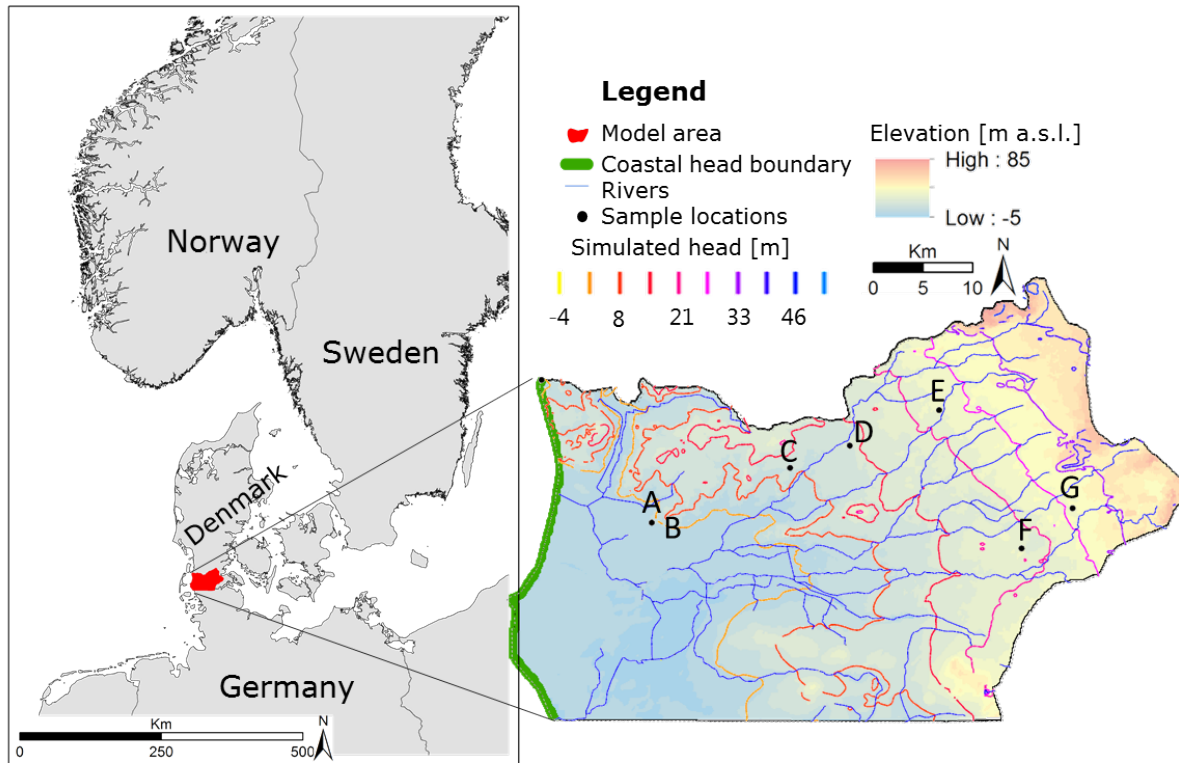 Norway
Sweden
Denmark
Germany
Km
0 250 500
N
Legend
Model area
Coastal head boundary
Rivers
Sample locations
Simulated head [m]
-4 8 21 33 46
Elevation [m a.s.l.]
High : 85
Low : -5
Km
0 5 10
N
A
B
C
D
E
F
G